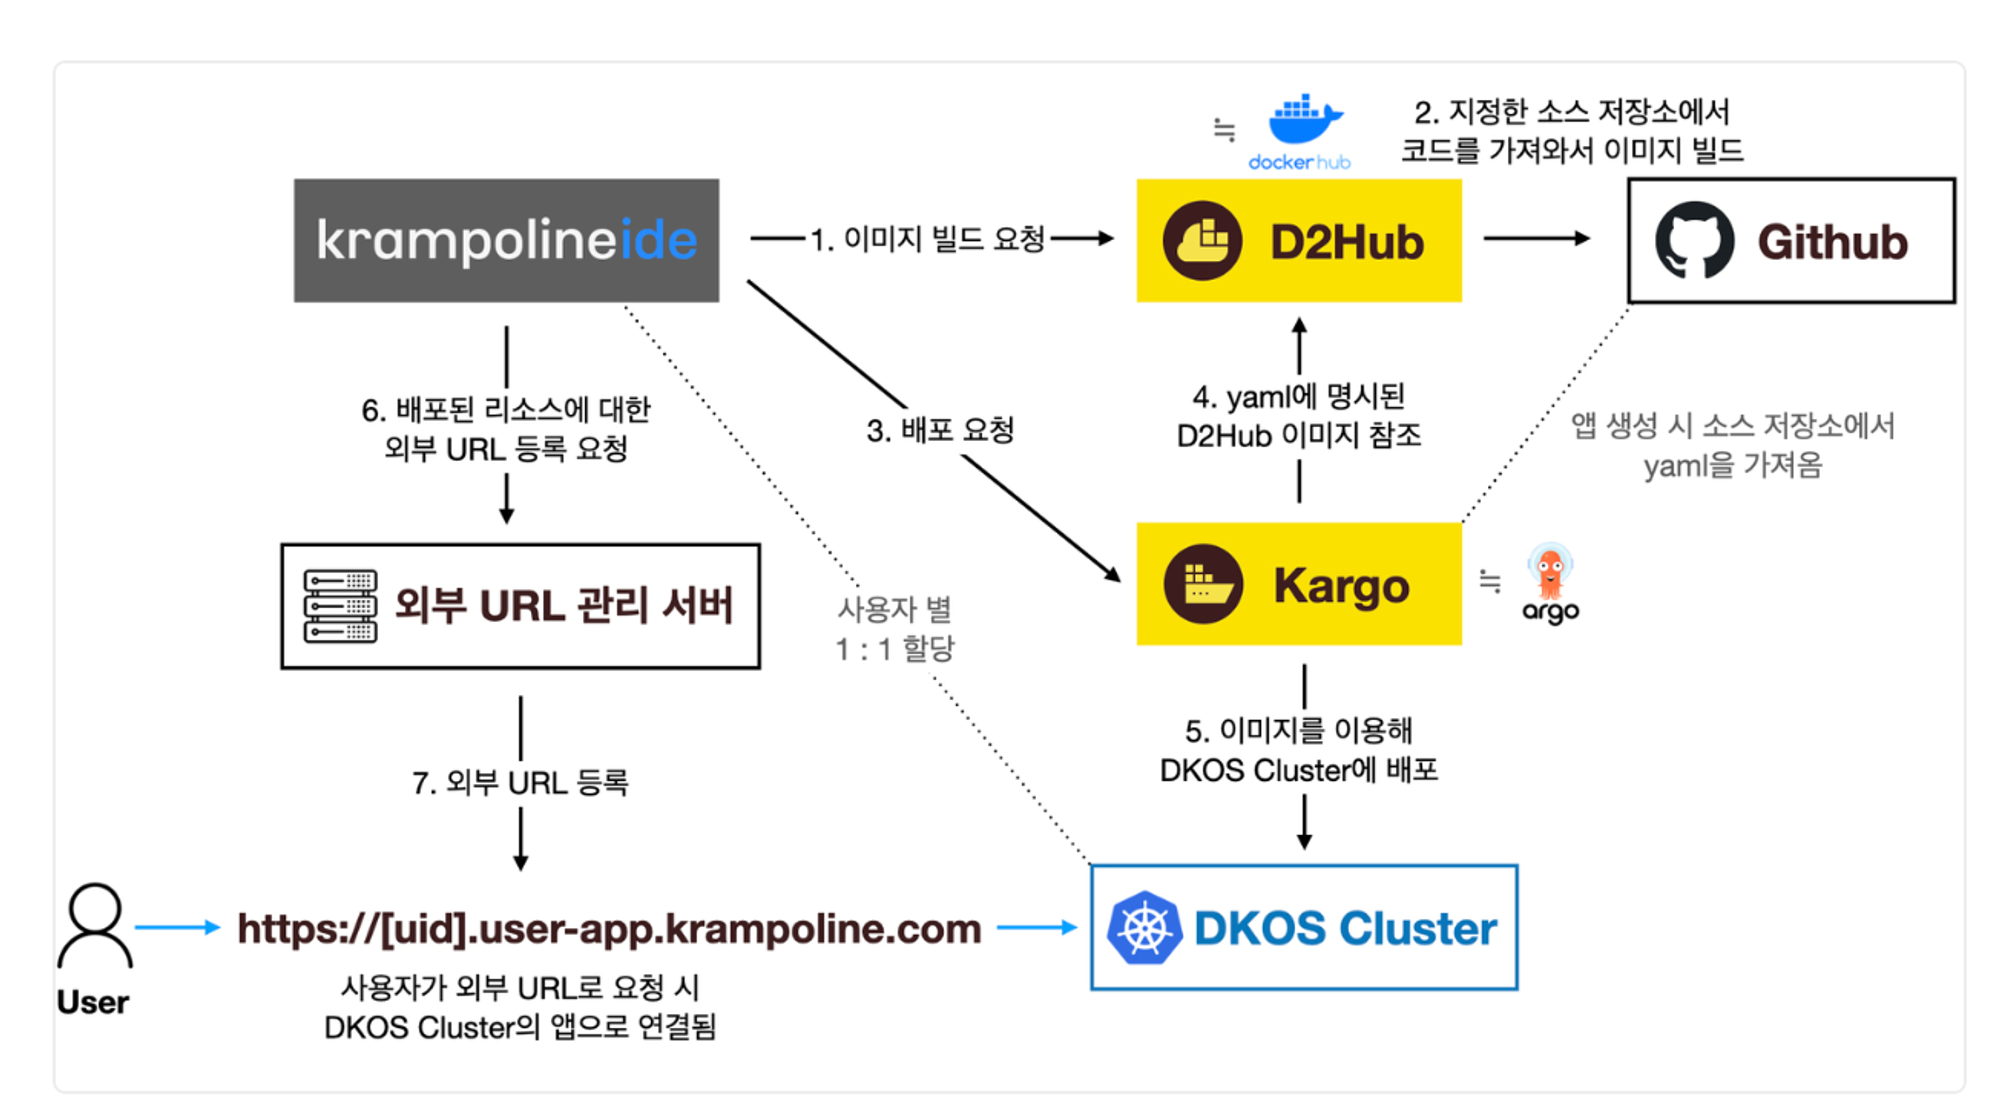 2. 지정한 소스 저장소에서
코드를 가져와서 이미지 빌드
≒
dockerhub
krampolineide
1. 이미지 빌드 요청
D2Hub
Github
6. 배포된 리소스에 대한
외부 URL 등록 요청
3. 배포 요청
4. yaml에 명시된
D2Hub 이미지 참조
앱 생성 시 소스 저장소에서
yaml을 가져옴
외부 URL 관리 서버
사용자 별
1 : 1 할당
Kargo
≒
argo
5. 이미지를 이용해
DKOS Cluster에 배포
7. 외부 URL 등록
User
https://[uid].user-app.krampoline.com
DKOS Cluster
사용자가 외부 URL로 요청 시
DKOS Cluster의 앱으로 연결됨